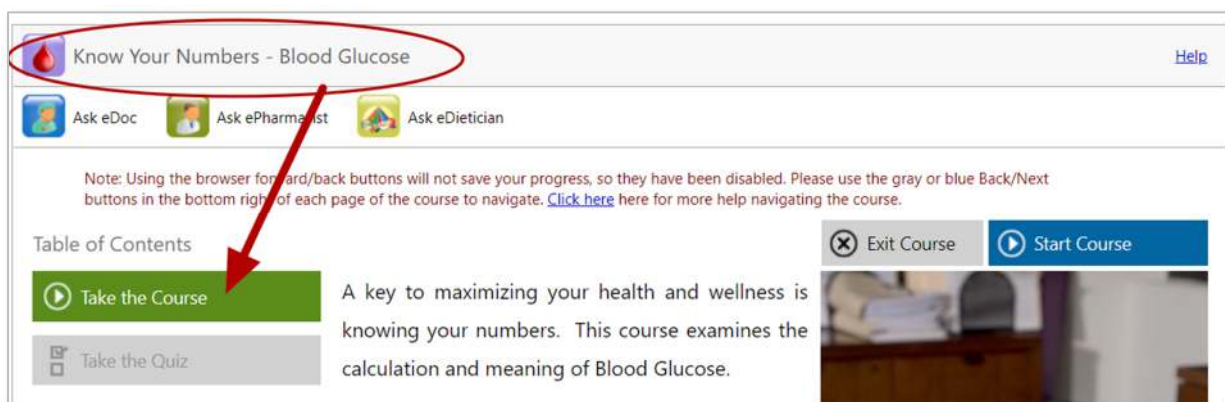 Know Your Numbers - Blood Glucose
Help
Ask eDoc
Ask ePharmacist
Ask eDietician
Note: Using the browser forward/back buttons will not save your progress, so they have been disabled. Please use the gray or blue Back/Next
buttons in the bottom right of each page of the course to navigate. Click here here for more help navigating the course.
Table of Contents
Exit Course
Start Course
Take the Course
A key to maximizing your health and wellness is
knowing your numbers. This course examines the
Take the Quiz
calculation and meaning of Blood Glucose.